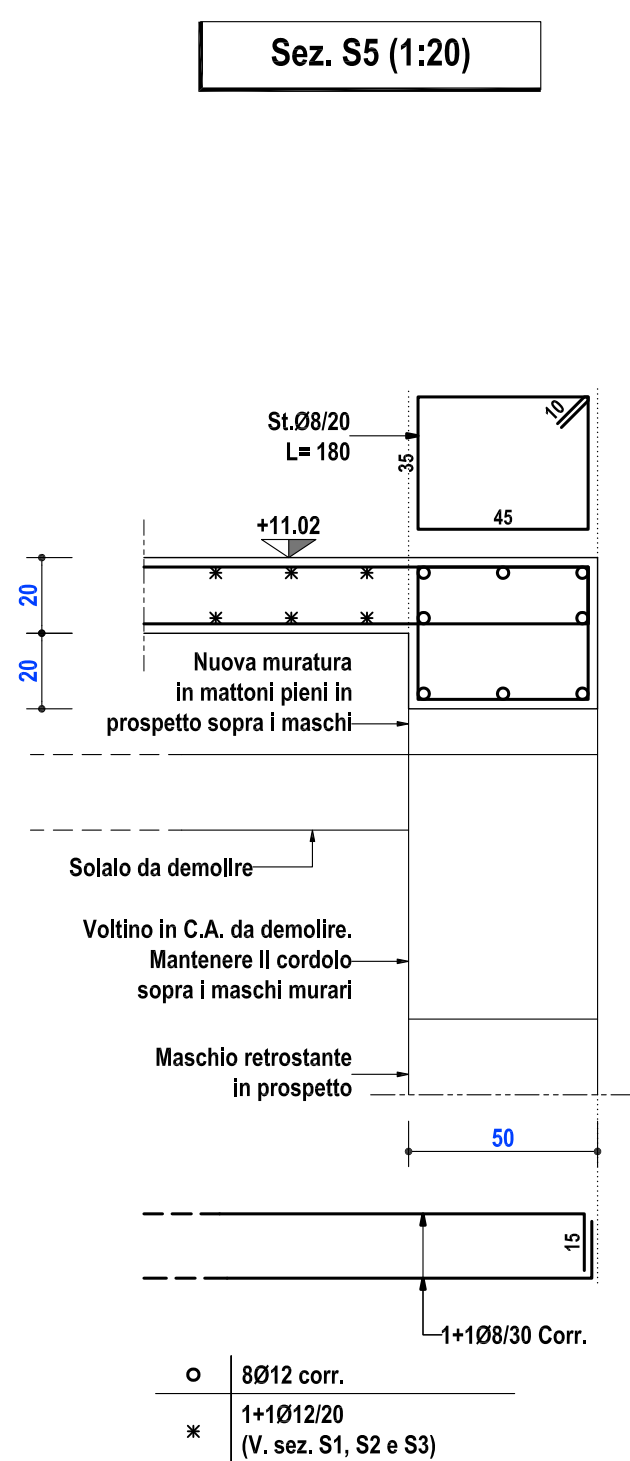 Sez. S5 (1:20)
St.Ø8/20
L= 180
10
35
45
+11.02
20
20
Nuova muratura
in mattoni pieni in
prospetto sopra i maschi
Solalo da demolIre
Voltino in C.A. da demolire.
Mantenere Il cordolo
sopra i maschi murari
Maschio retrostante
in prospetto
50
15
1+1Ø8/30 Corr.
8Ø12 corr.
1+1Ø12/20
(V. sez. S1, S2 e S3)